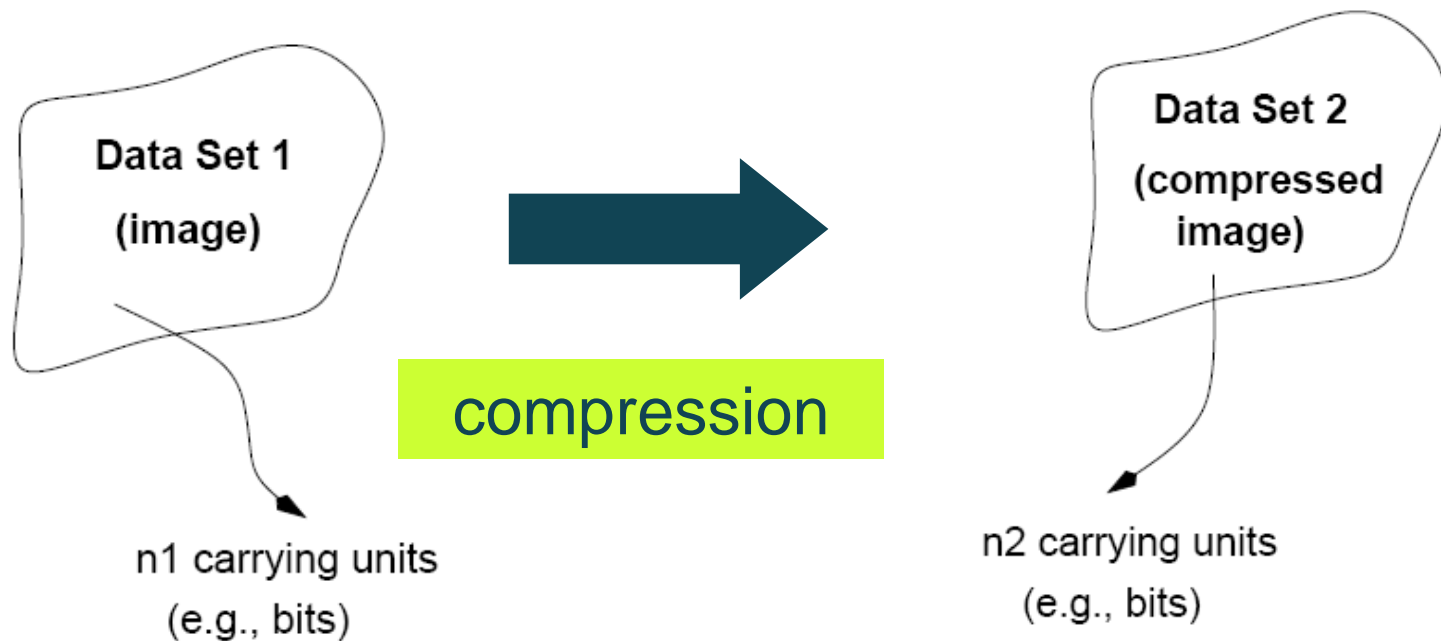 Data Set 1
(image)
n1 carrying units
(e.g., bits)
compression
Data Set 2
(compressed
image)
n2 carrying units
(e.g., bits)